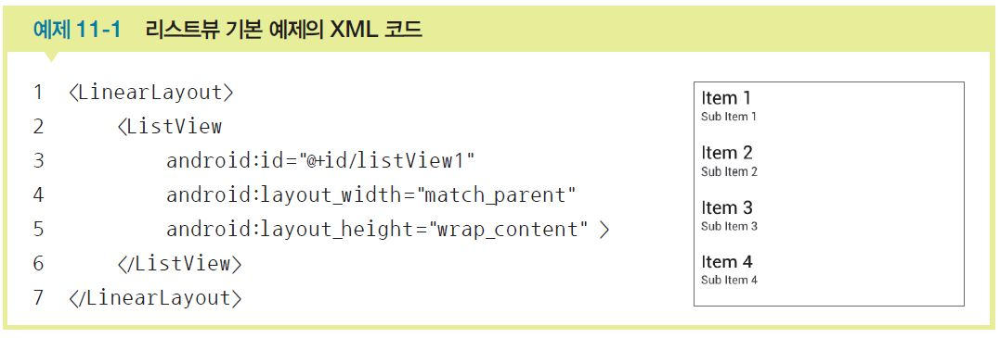 예제 11-1 리스트뷰 기본 예제의 XML 코드
1 <LinearLayout>
2 <ListView
3 android:id="@+id/listView1"
4 android:layout_width="match_parent"
5 android:layout_height="wrap_content" >
6 </ListView>
7 </LinearLayout>
Item 1
Sub Item 1
Item 2
Sub Item 2
Item 3
Sub Item 3
Item 4
Sub Item 4